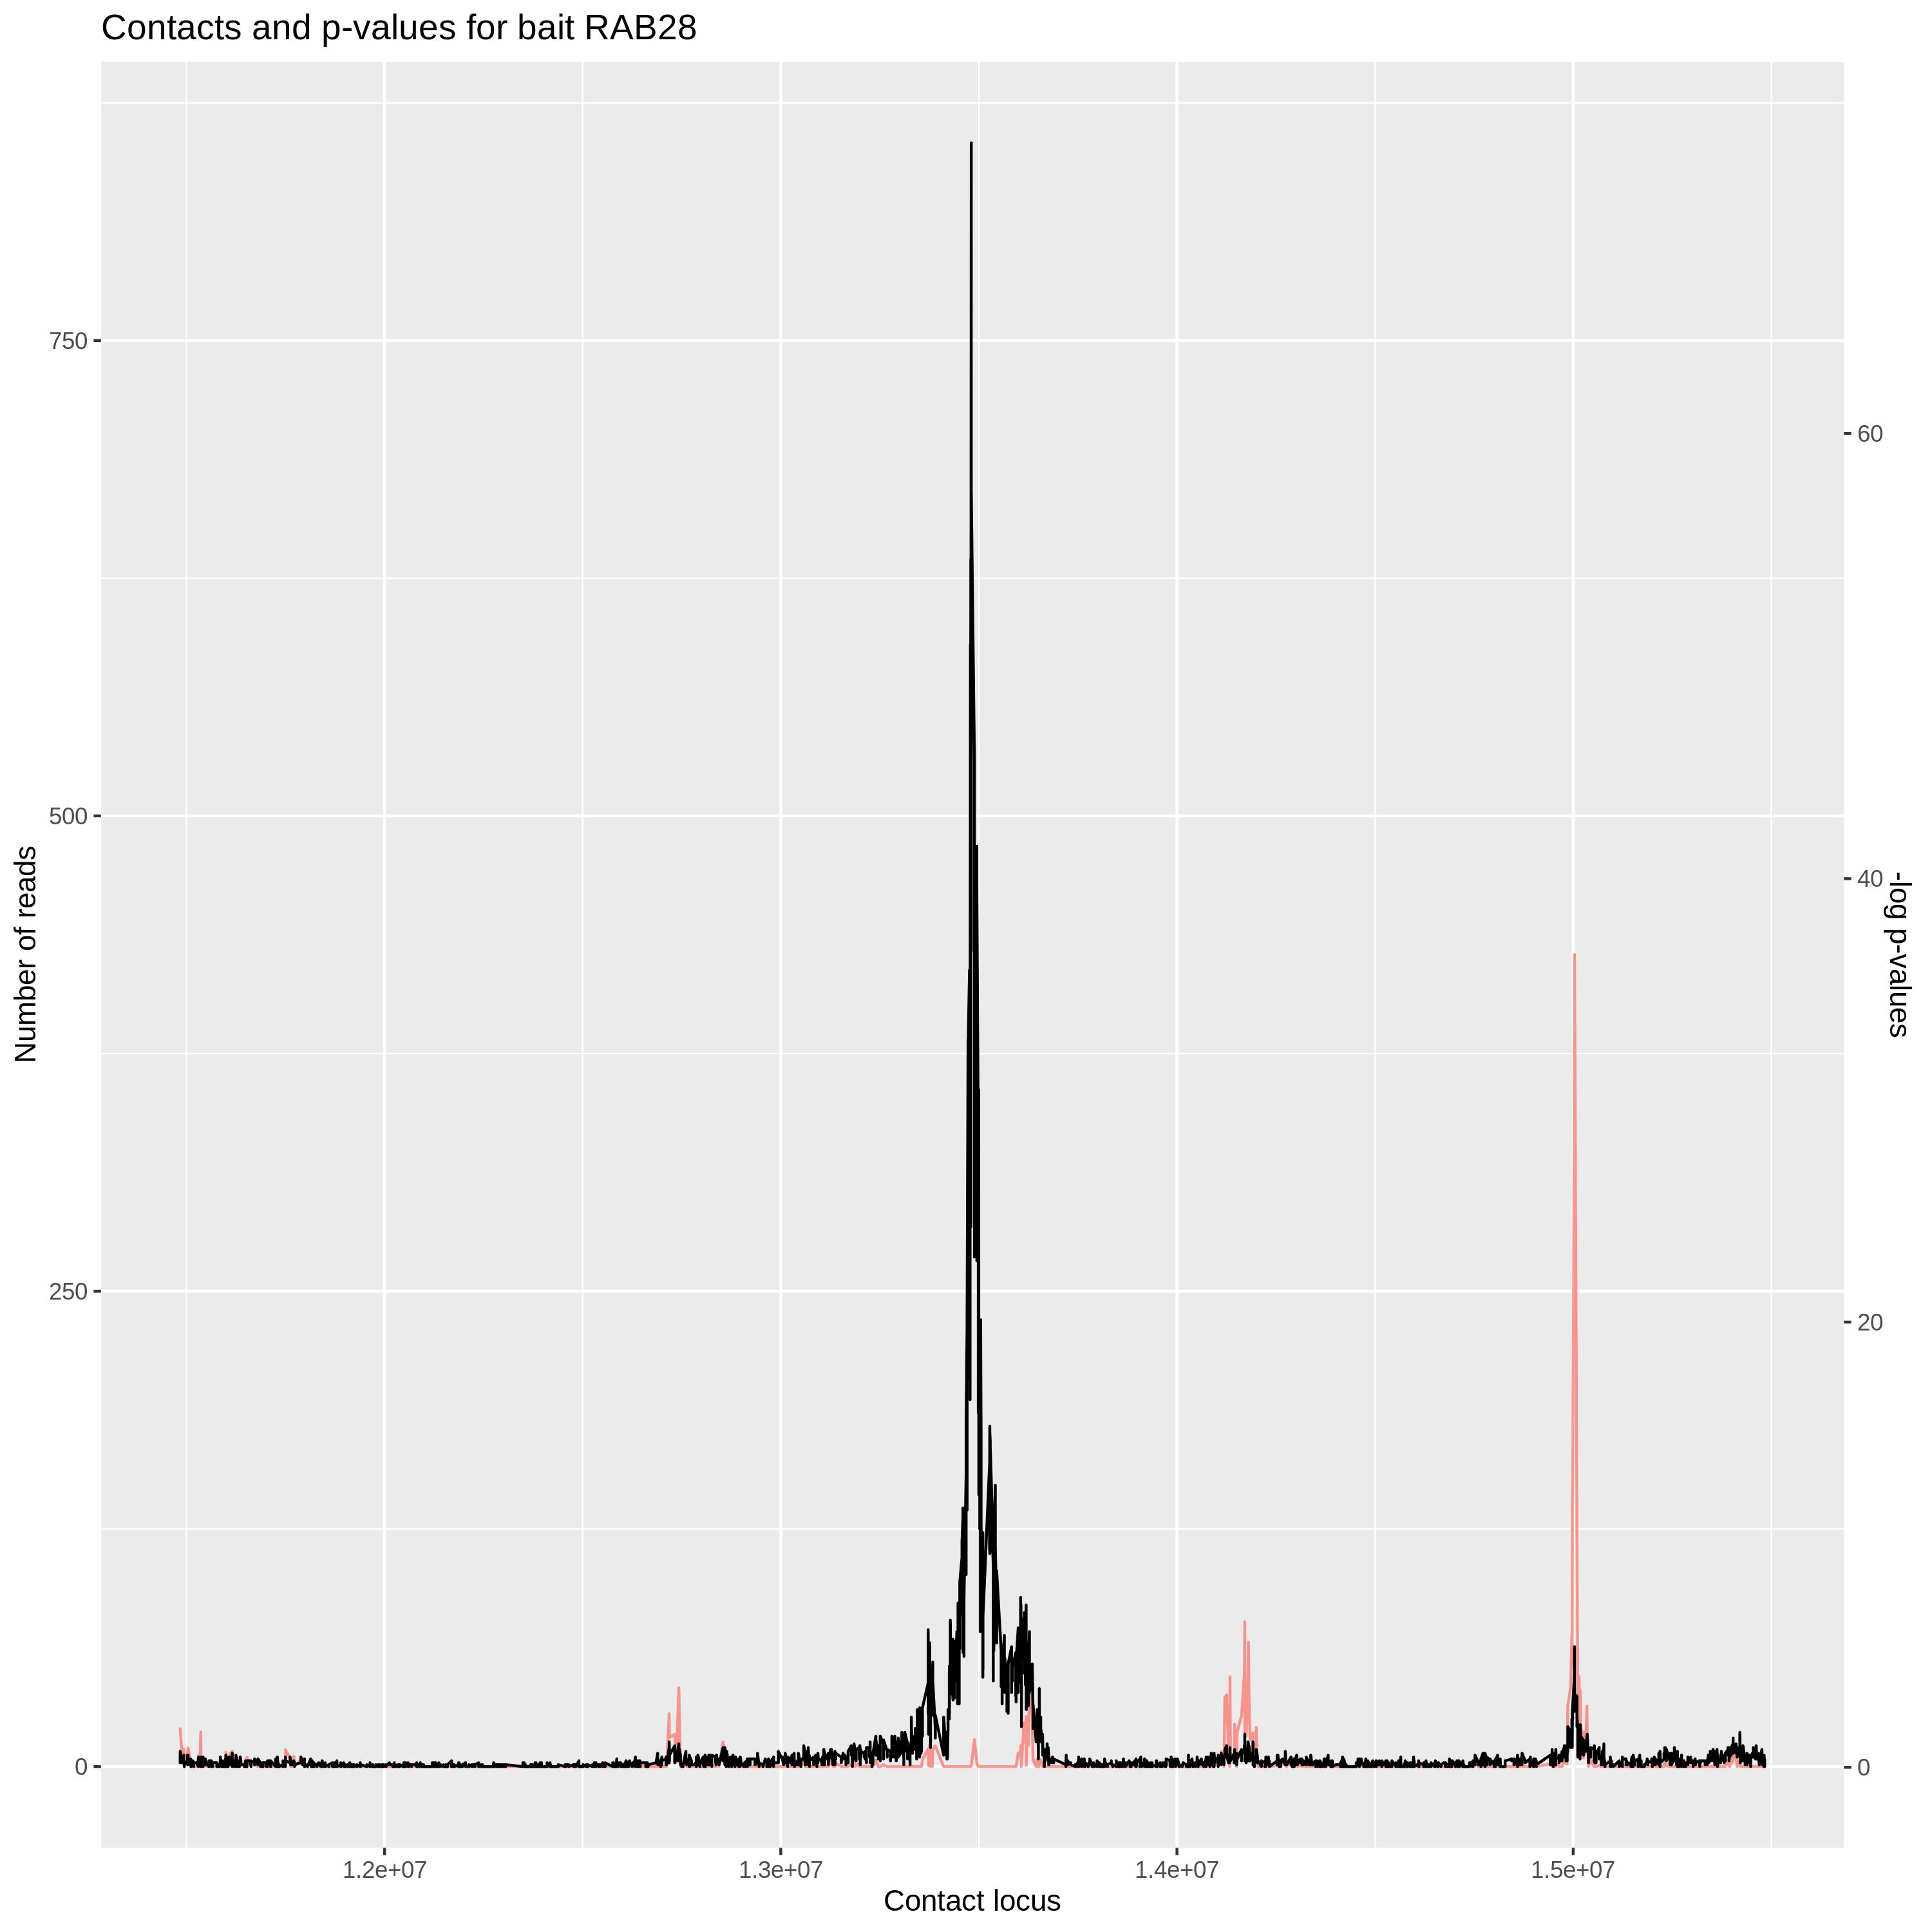 Contacts and p-values for bait RAB28
750
500
250
0
Number of reads
60
40
20
0
-log p-values
1.2e+07
1.3e+07
1.4e+07
1.5e+07
Contact locus